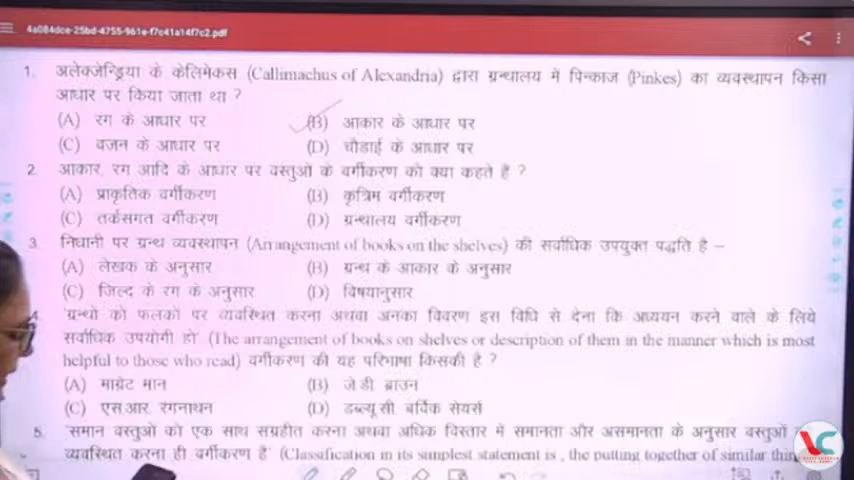 4a084dce-25bd-4755-961e-f7c41a14f7c2.pdf
1. अलेक्जेन्ड्रिया के केलिमेकस (Callimachus of Alexandria) द्वारा ग्रन्थालय में पिन्काज (Pinkes) का व्यवस्थापन किसा
आधार पर किया जाता था ?
(A) रंग के आधार पर (B) आकार के आधार पर
(C) वजन के आधार पर (D) चौडाई के आधार पर
2. आकार, रंग आदि के आधार पर वस्तुओं के वर्गीकरण को क्या कहते हैं ?
(A) प्राकृतिक वर्गीकरण (B) कृत्रिम वर्गीकरण
(C) तर्कसंगत वर्गीकरण (D) ग्रन्थालय वर्गीकरण
3. निधानी पर ग्रन्थ व्यवस्थापन (Arrangement of books on the shelves) की सर्वाधिक उपयुक्त पद्धति है –
(A) लेखक के अनुसार (B) ग्रन्थ के आकार के अनुसार
(C) जिल्द के रंग के अनुसार (D) विषयानुसार
4. 'ग्रन्थो को फलकों पर व्यवस्थित करना अथवा अनका विवरण इस विधि से देना कि अध्ययन करने वाले के लिये
सर्वाधिक उपयोगी हो' (The arrangement of books on shelves or description of them in the manner which is most
helpful to those who read) वर्गीकरण की यह परिभाषा किसकी है ?
(A) माग्रेट मान (B) जे.डी. ब्राउन
(C) एस.आर. रंगनाथन (D) डब्ल्यू.सी. बर्विक सेयर्स
5. 'समान वस्तुओं को एक साथ संग्रहीत करना अथवा अधिक विस्तार में समानता और असमानता के अनुसार वस्तुओं
व्यवस्थित करना ही वर्गीकरण है' (Classification in its simplest statement is , the putting together of similar
VC